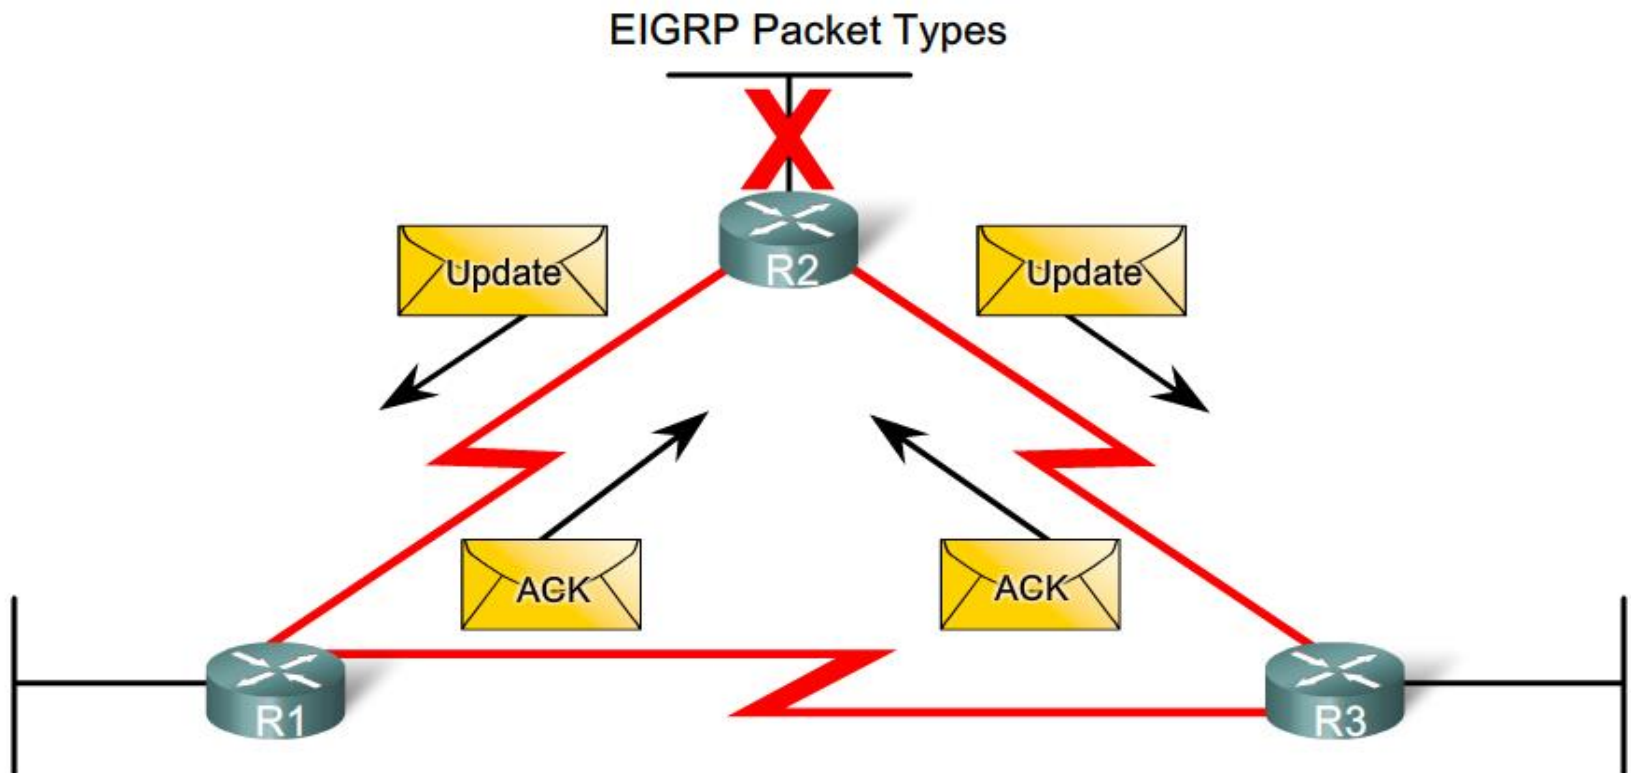 EIGRP Packet Types
Update
R2
Update
ACK
ACK
R1
R3